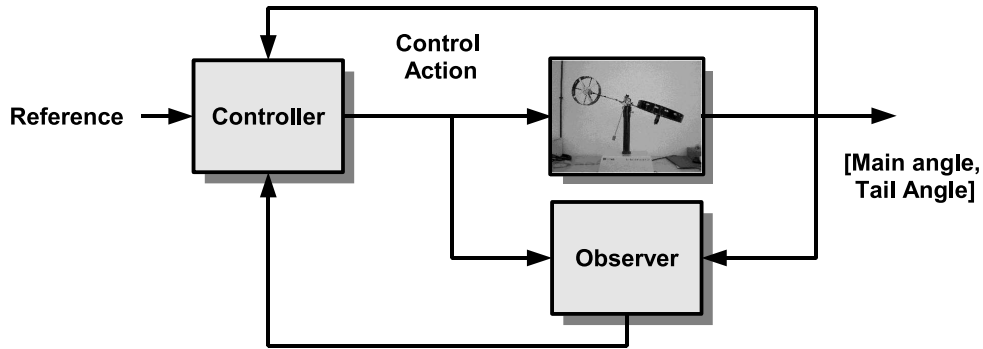 Control
Action
Reference
Controller
[Main angle,
Tail Angle]
Observer